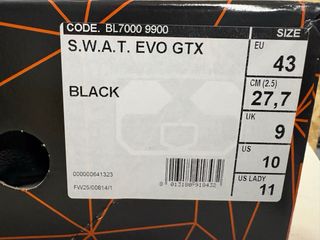 CODE. BL7000 9900
SIZE
S.W.A.T. EVO GTX
EU
43
BLACK
CM (2.5)
27,7
UK
9
US
10
US LADY
11
000000641323
FW25/00814/1